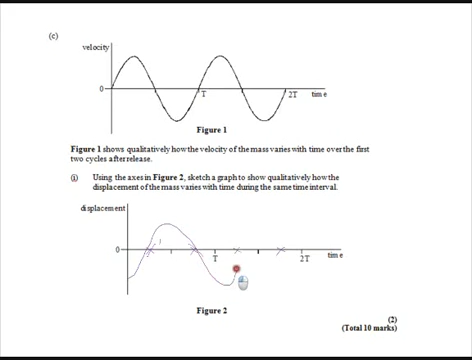 (c)
velocity
0
T
2T
time
Figure 1
Figure 1 shows qualitatively how the velocity of the mass varies with time over the first
two cycles after release.
(i) Using the axes in Figure 2, sketch a graph to show qualitatively how the
displacement of the mass varies with time during the same time interval.
displacement
0
T
2T
time
Figure 2
(2)
(Total 10 marks)